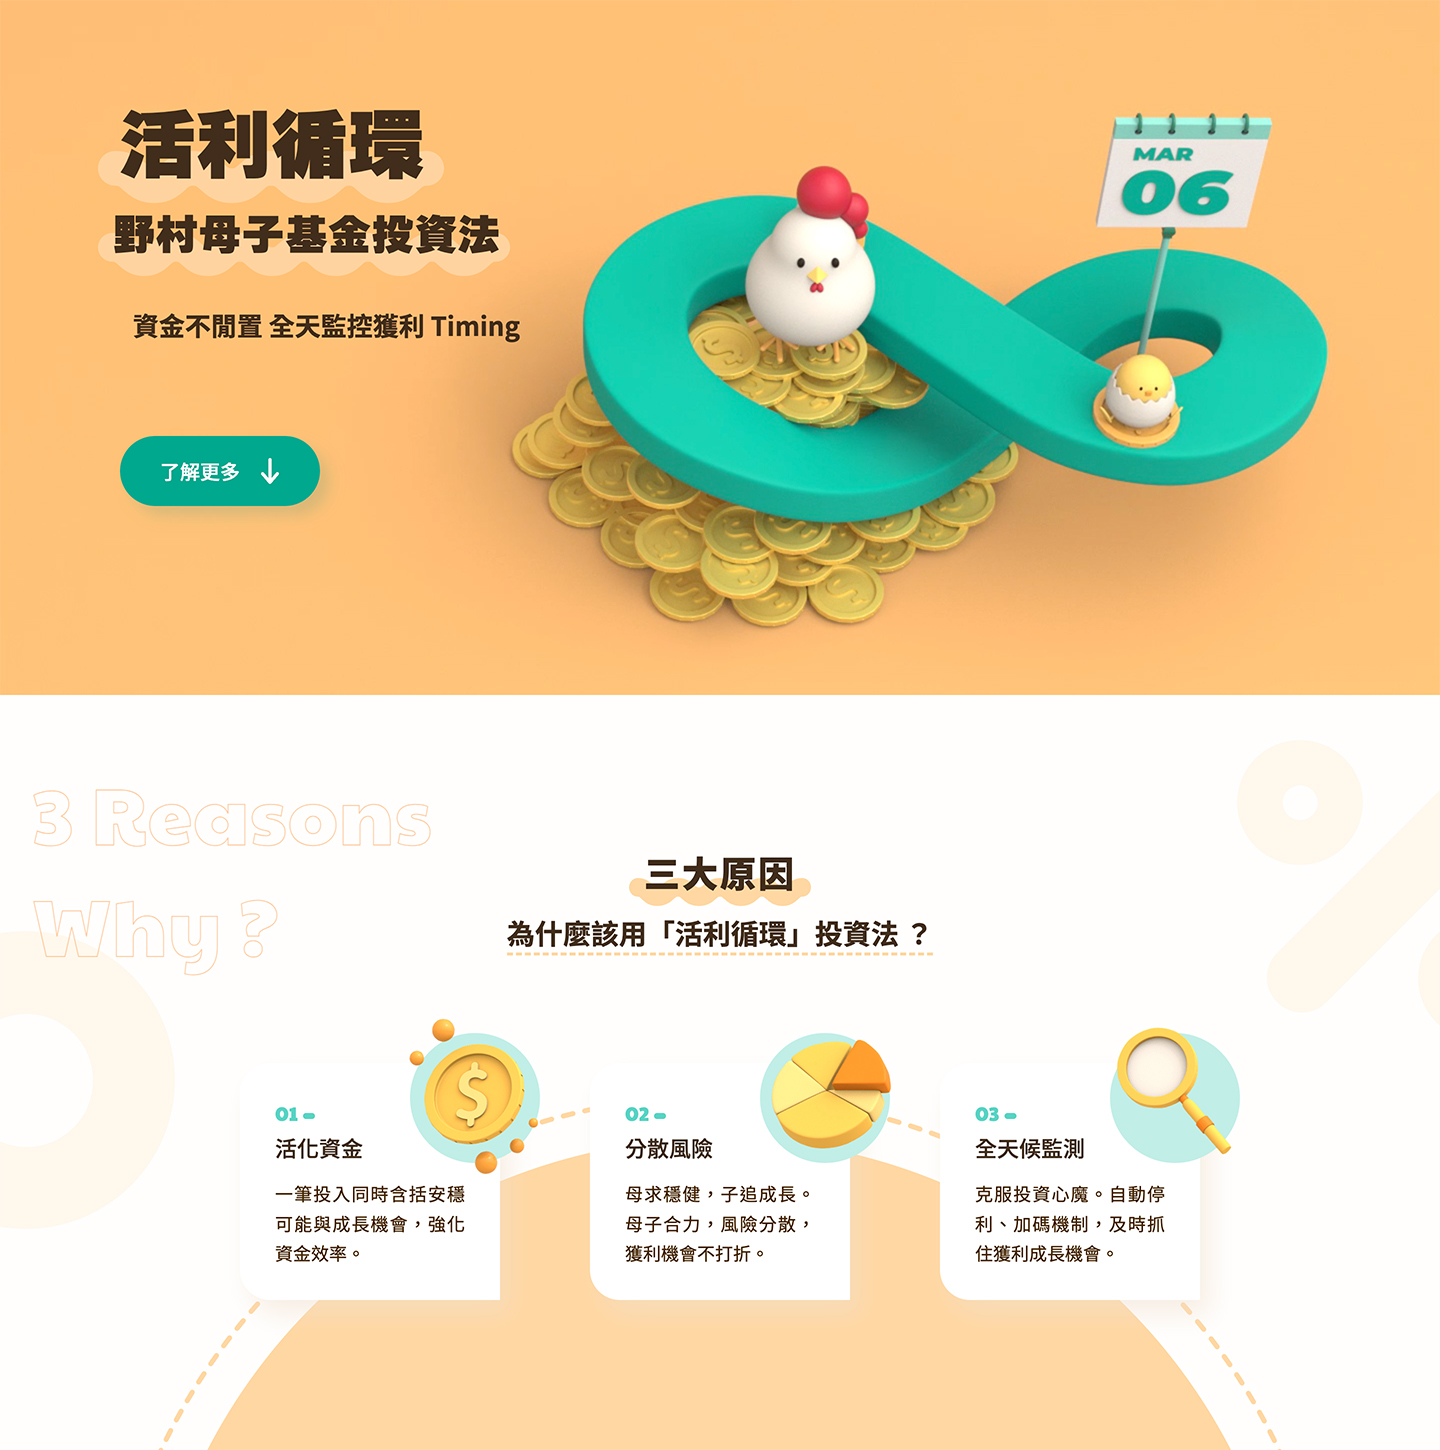 活利循環
野村母子基金投資法
資金不閒置 全天監控獲利 Timing
了解更多
MAR
06
3 Reasons
Why ?
三大原因
為什麼該用「活利循環」投資法 ？
01
活化資金
一筆投入同時含括安穩
可能與成長機會，強化
資金效率。
02
分散風險
母求穩健，子追成長。
母子合力，風險分散，
獲利機會不打折。
03
全天候監測
克服投資心魔。自動停
利、加碼機制，及時抓
住獲利成長機會。